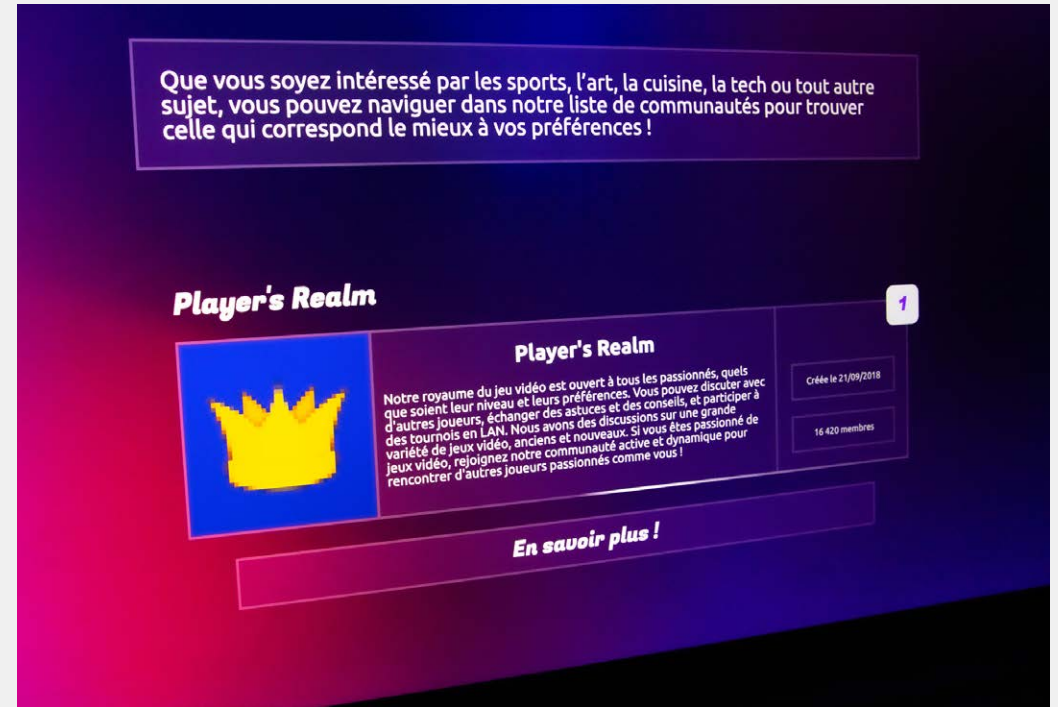 Que vous soyez intéressé par les sports, l'art, la cuisine, la tech ou tout autre
sujet, vous pouvez naviguer dans notre liste de communautés pour trouver
celle qui correspond le mieux à vos préférences !
Player's Realm
1
Player's Realm
Notre royaume du jeu vidéo est ouvert à tous les passionnés, quels
que soient leur niveau et leurs préférences. Vous pouvez discuter avec
d'autres joueurs, échanger des astuces et des conseils, et participer à
des tournois en LAN. Nous avons des discussions sur une grande
variété de jeux vidéo, anciens et nouveaux. Si vous êtes passionné de
jeux vidéo, rejoignez notre communauté active et dynamique pour
rencontrer d'autres joueurs passionnés comme vous !
Créée le 21/09/2018
16 420 membres
En savoir plus !